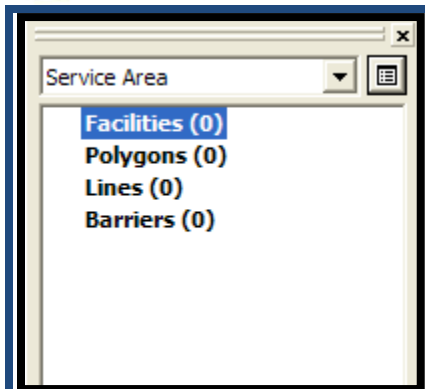 Service Area
Facilities (0)
Polygons (0)
Lines (0)
Barriers (0)